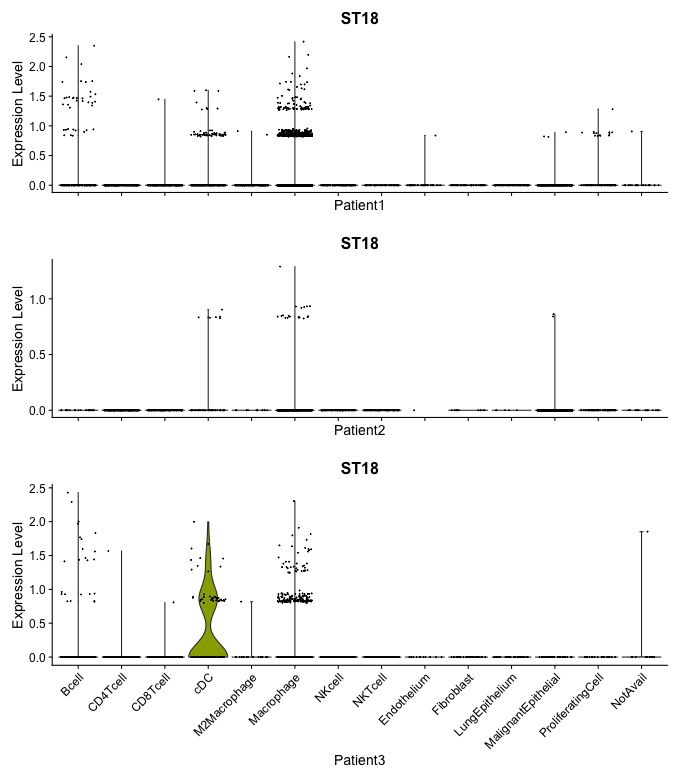 ST18
Expression Level
2.5
2.0
1.5
1.0
0.5
0.0
Patient1
ST18
Expression Level
1.0
0.5
0.0
Patient2
ST18
Expression Level
2.5
2.0
1.5
1.0
0.5
0.0
Bcell
CD4Tcell
CD8Tcell
cDC
M2Macrophage
Macrophage
NKcell
NKTcell
Endothelium
Fibroblast
LungEpithelium
MalignantEpithelial
ProliferatingCell
NotAvail
Patient3